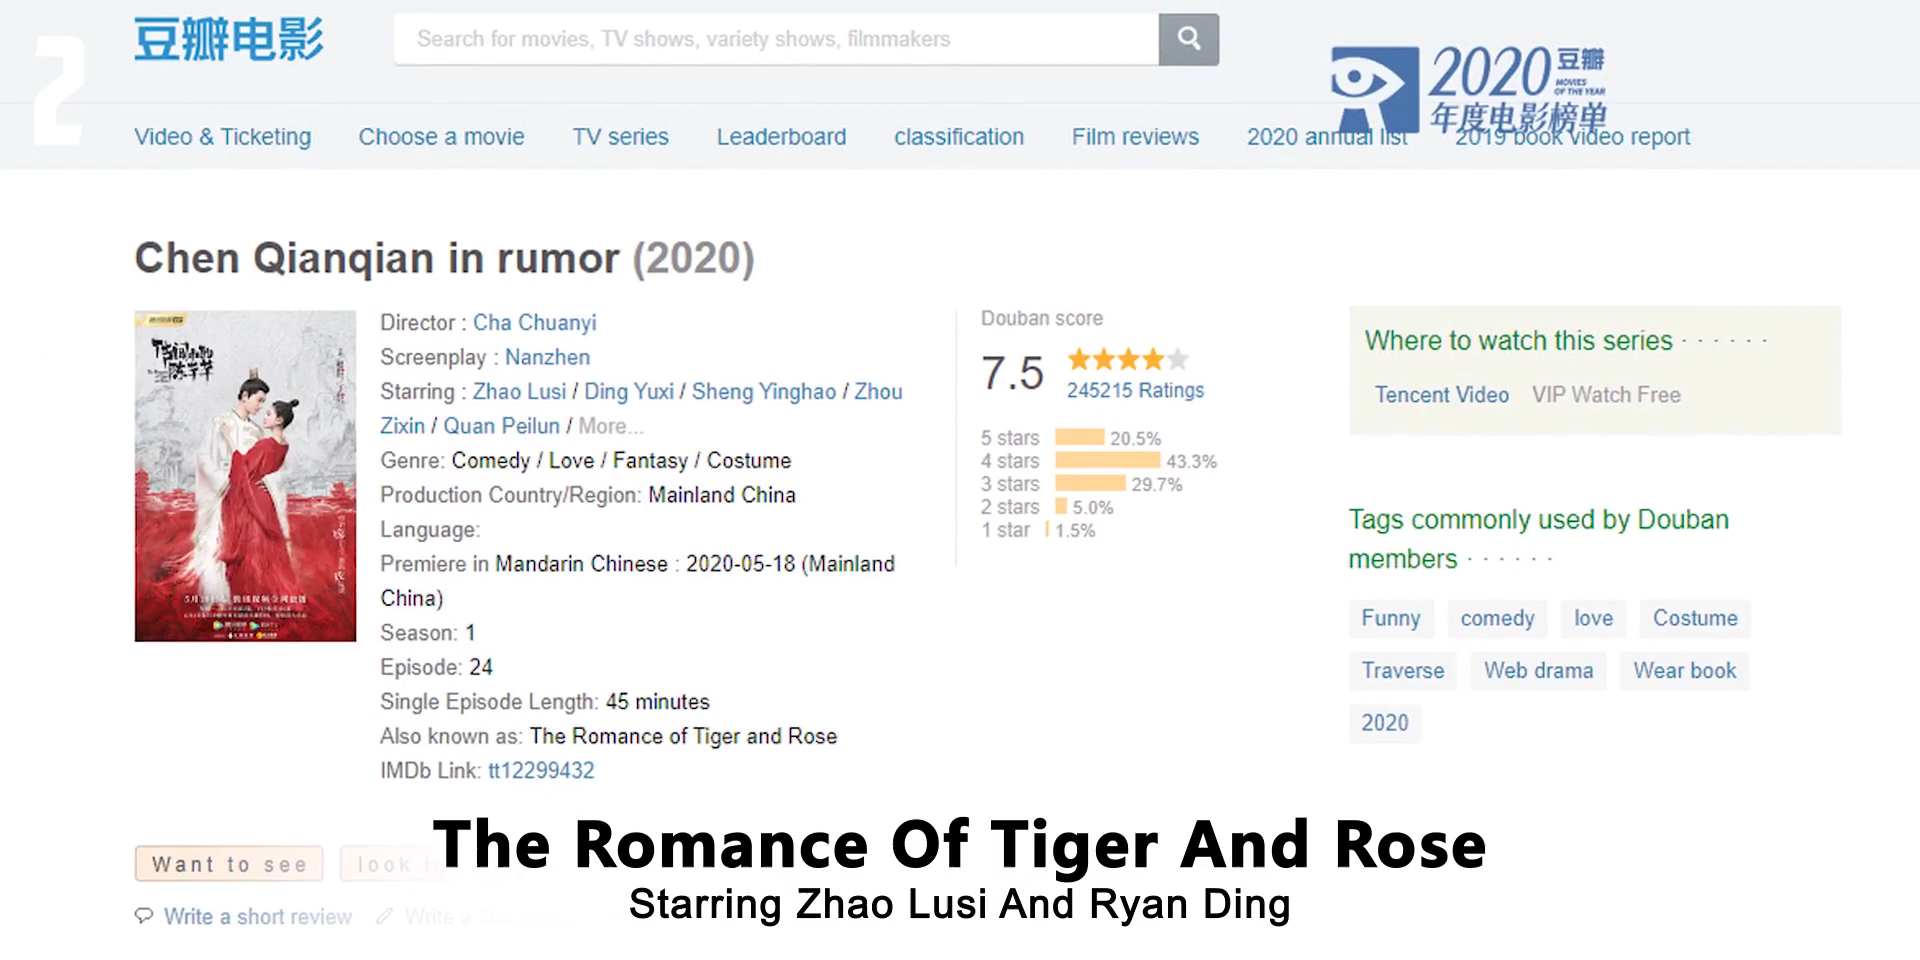 2
豆瓣电影
Search for movies, TV shows, variety shows, filmmakers
2020 豆瓣
MOVIES
OF THE YEAR
年度电影榜单
Video & Ticketing Choose a movie TV series Leaderboard classification Film reviews 2020 annual list 2019 book video report
Chen Qianqian in rumor (2020)
Director : Cha Chuanyi
Screenplay : Nanzhen
Starring : Zhao Lusi / Ding Yuxi / Sheng Yinghao / Zhou
Zixin / Quan Peilun / More...
Genre: Comedy / Love / Fantasy / Costume
Production Country/Region: Mainland China
Language:
Premiere in Mandarin Chinese : 2020-05-18 (Mainland
China)
Season: 1
Episode: 24
Single Episode Length: 45 minutes
Also known as: The Romance of Tiger and Rose
IMDb Link: tt12299432
Douban score
7.5
245215 Ratings
5 stars 20.5%
4 stars 43.3%
3 stars 29.7%
2 stars 5.0%
1 star 1.5%
Where to watch this series · · · · · ·
Tencent Video VIP Watch Free
Tags commonly used by Douban
members · · · · · ·
Funny comedy love Costume
Traverse Web drama Wear book
2020
Want to see look in
The Romance Of Tiger And Rose
Write a short review Write a
Starring Zhao Lusi And Ryan Ding